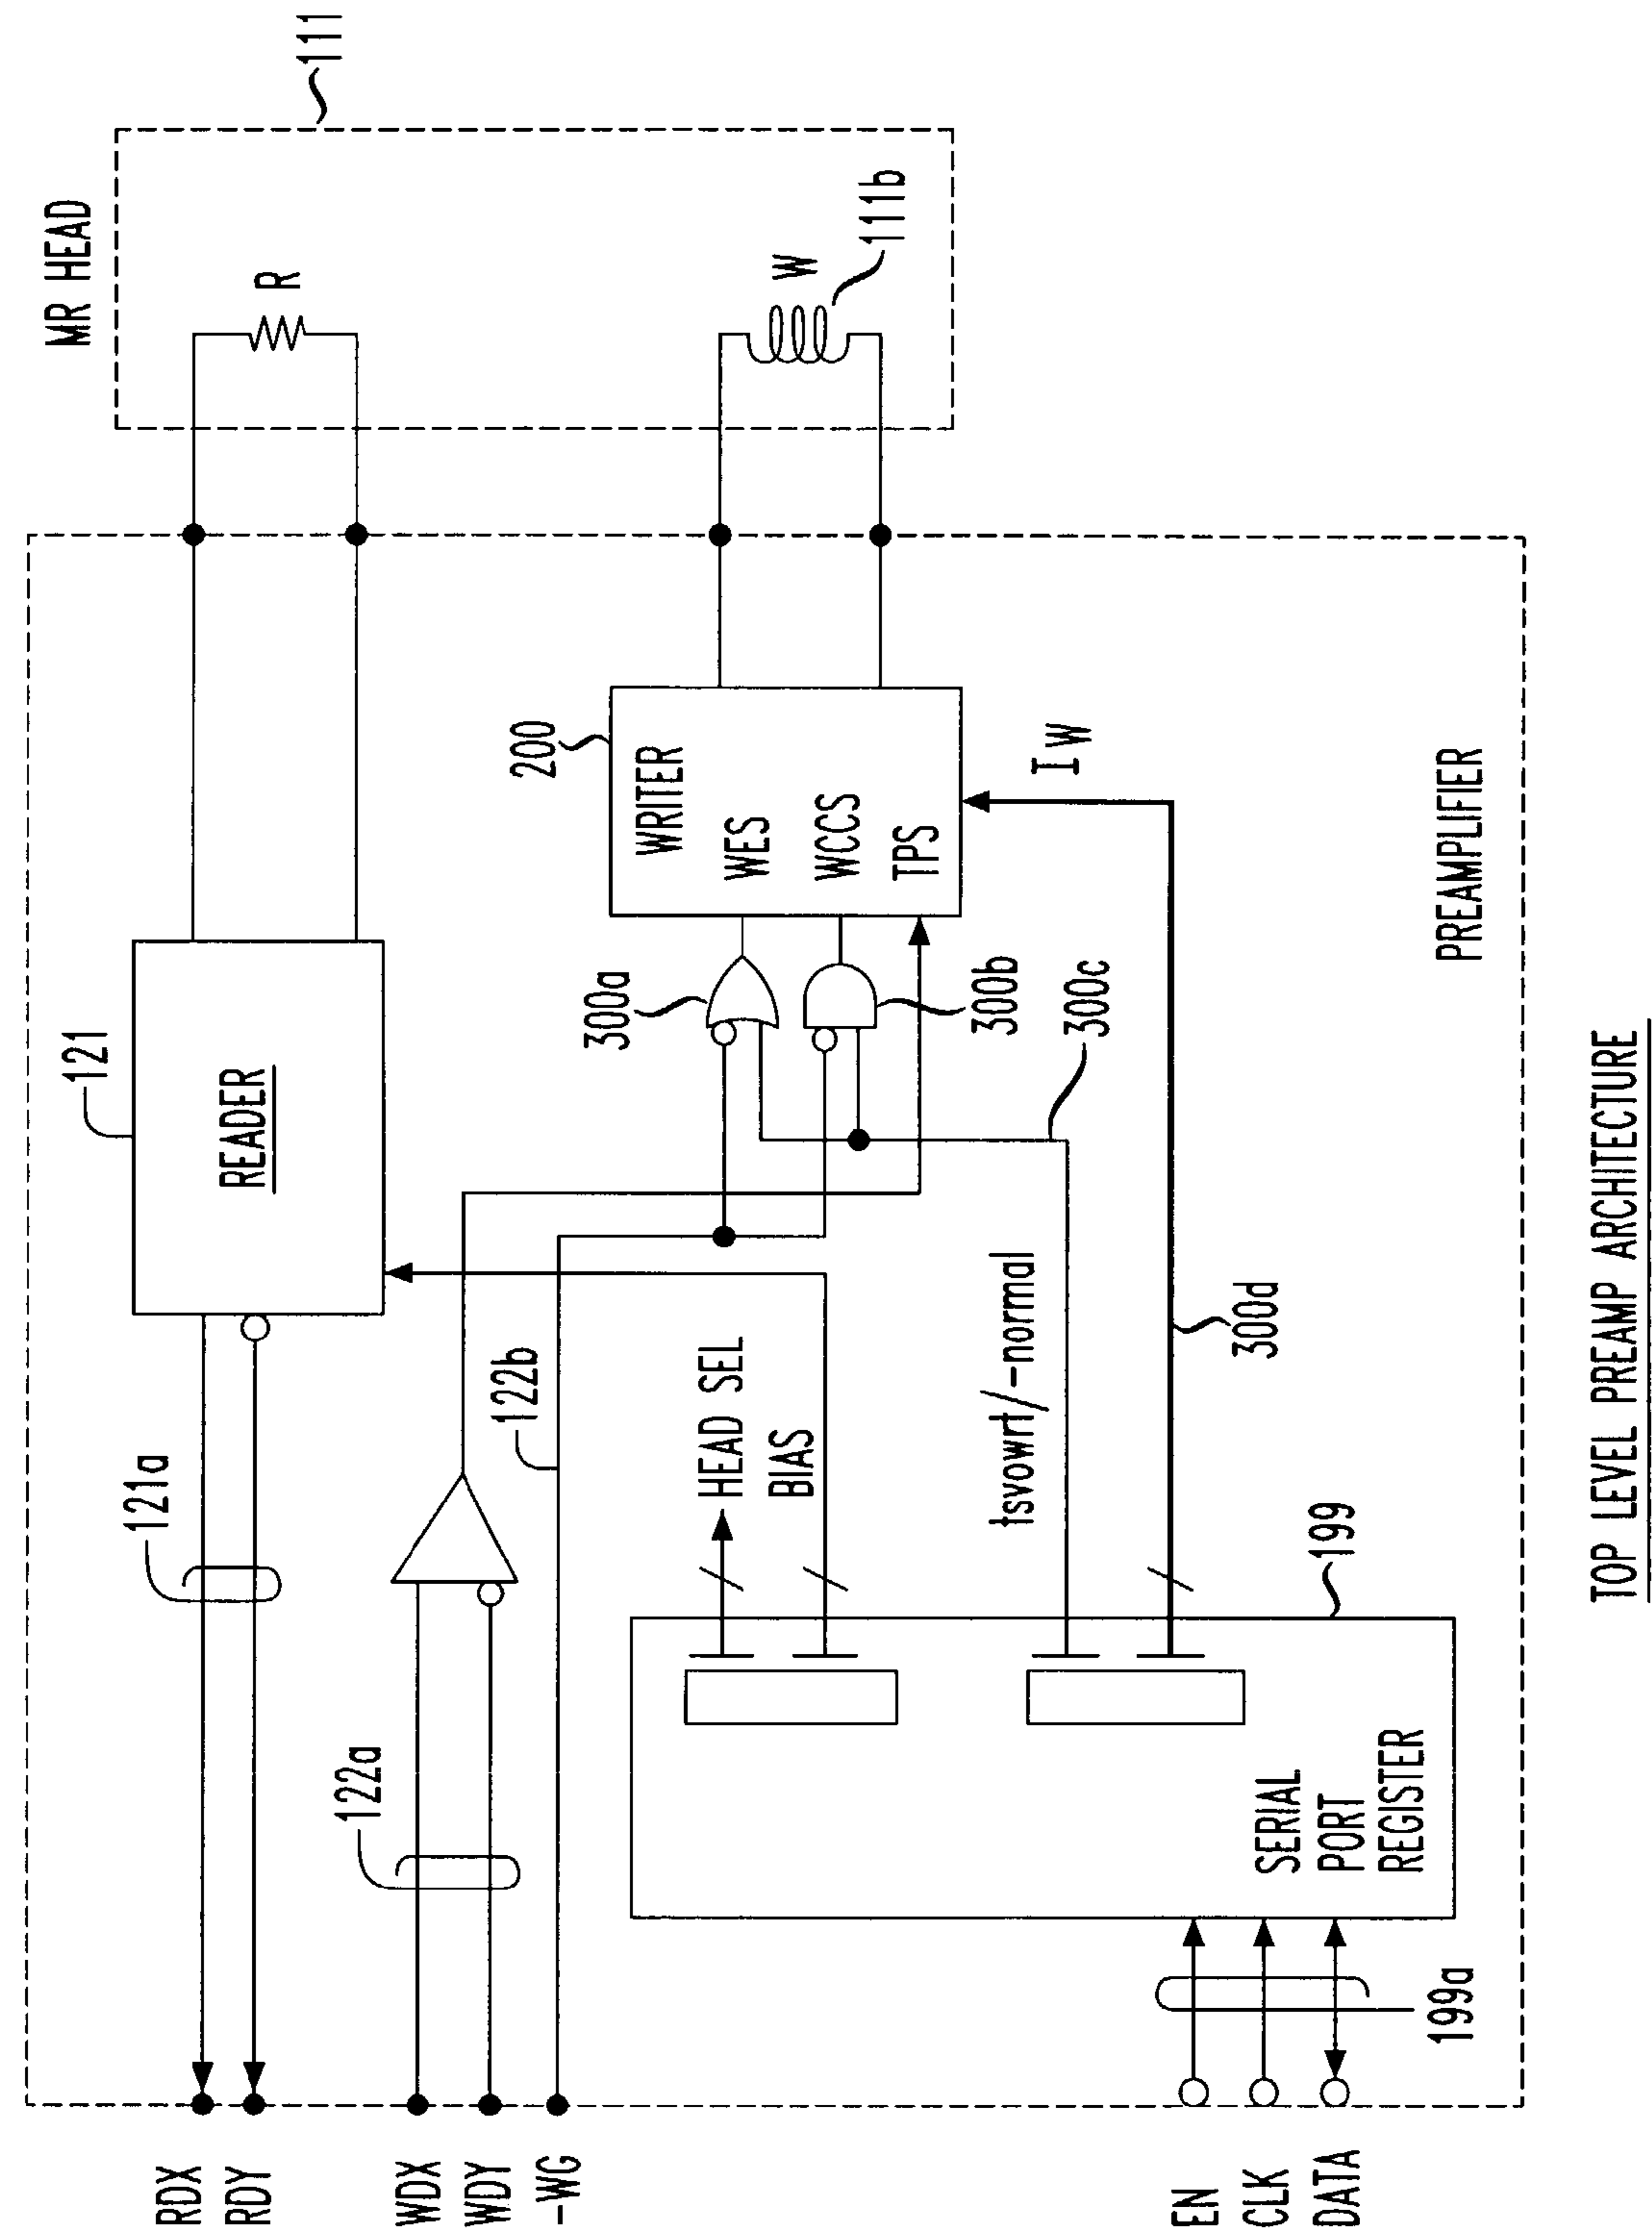 MR HEAD
111
R
W
111b
121
READER
121a
RDX
RDY
200
WRITER
WES
WCCS
TPS
I W
300a
300b
300c
300d
122a
122b
WDX
WDY
-WG
HEAD SEL
BIAS
tsvowrt/-normal
199
SERIAL
PORT
REGISTER
EN
CLK
DATA
199a
PREAMPLIFIER
TOP LEVEL PREAMP ARCHITECTURE